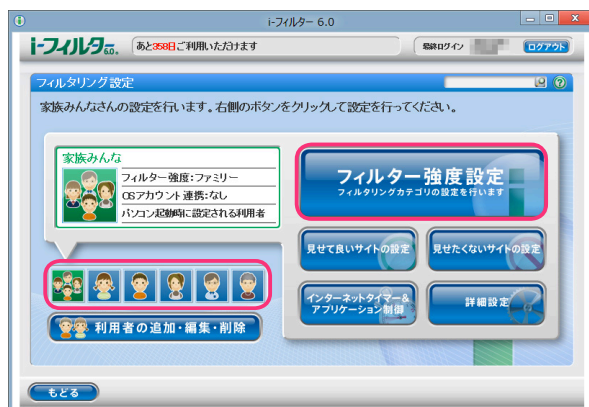 i-フィルター 6.0
i-フィルター6.0. あと358日ご利用いただけます 最終ログイン ログアウト
フィルタリング設定
家族みんなさんの設定を行います。右側のボタンをクリックして設定を行ってください。
家族みんな
フィルター強度:ファミリー
OSアカウント連携:なし
パソコン起動時に設定される利用者
フィルター強度設定
フィルタリングカテゴリの設定を行います
見せて良いサイトの設定
見せたくないサイトの設定
インターネットタイマー&
アプリケーション制御
詳細設定
利用者の追加・編集・削除
もどる